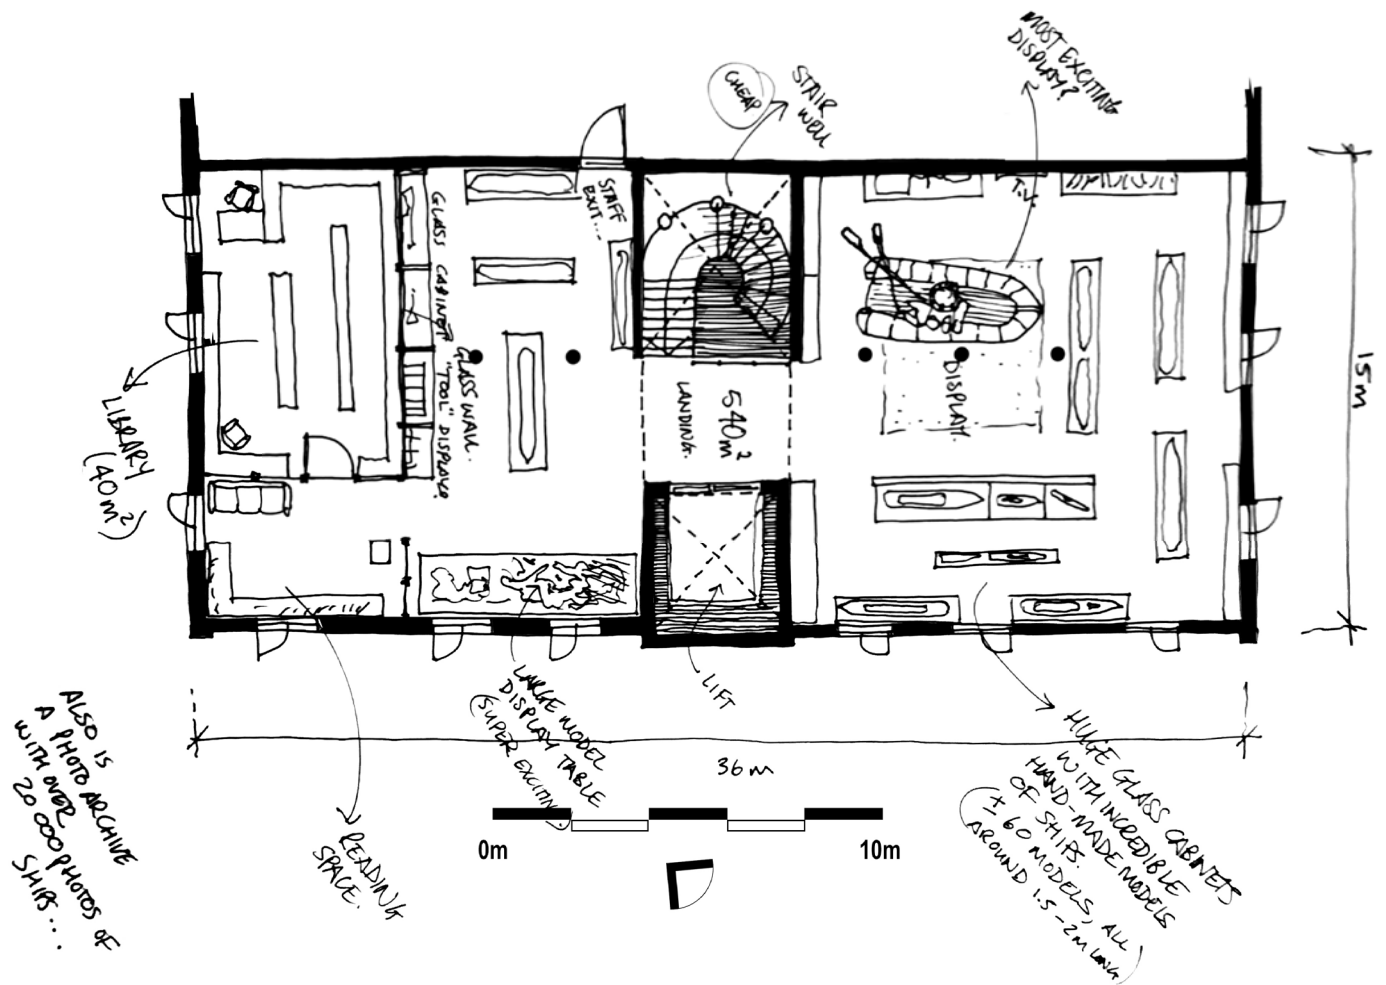 MOST EXCITING
DISPLAY?
CHEAP
STAIR
WELL
STAFF
EXIT...
T.V.
GLASS CABINET "TOOL" DISPLAY?
GLASS WALL.
LANDING.
540
m²
DISPLAY.
15m
LIBRARY
(40m²)
LIFT
LARGE MODEL
DISPLAY TABLE
(SUPER EXCITING)
36m
0m
10m
READING
SPACE.
ALSO IS
A PHOTO ARCHIVE
WITH OVER
20 000 PHOTOS OF
SHIPS....
HUGE GLASS CABINETS
WITH INCREDIBLE
HAND-MADE MODELS
OF SHIPS.
(± 60 MODELS, ALL
AROUND 1.5-2M LONG)